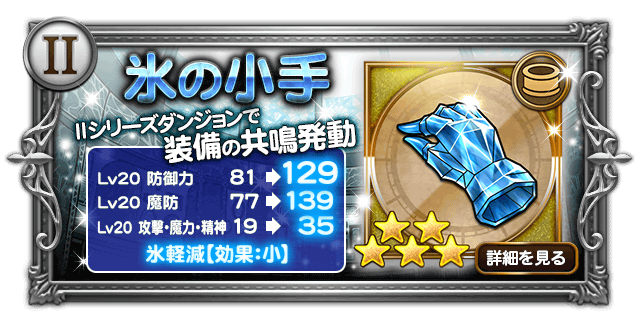 II
氷の小手
IIシリーズダンジョンで
装備の共鳴発動
Lv20 防御力 81 ➡ 129
Lv20 魔防 77 ➡ 139
Lv20 攻撃・魔力・精神 19 ➡ 35
氷軽減【効果:小】
詳細を見る